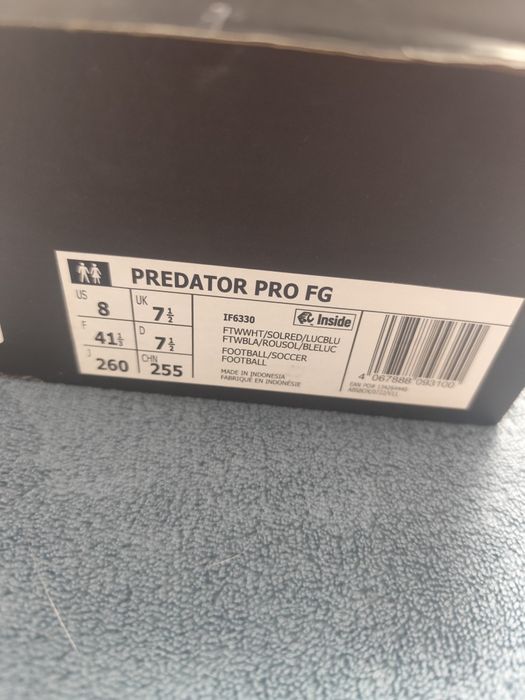 PREDATOR PRO FG
US 8 UK 7½
F 41⅓ D 7½
J 260 CHN 255
IF6330 Inside
FTWWHT/SOLRED/LUCBLU
FTWBLA/ROUSOL/BLELUC
FOOTBALL/SOCCER
FOOTBALL
MADE IN INDONESIA
FABRIQUÉ EN INDONÉSIE
4 067888 093100